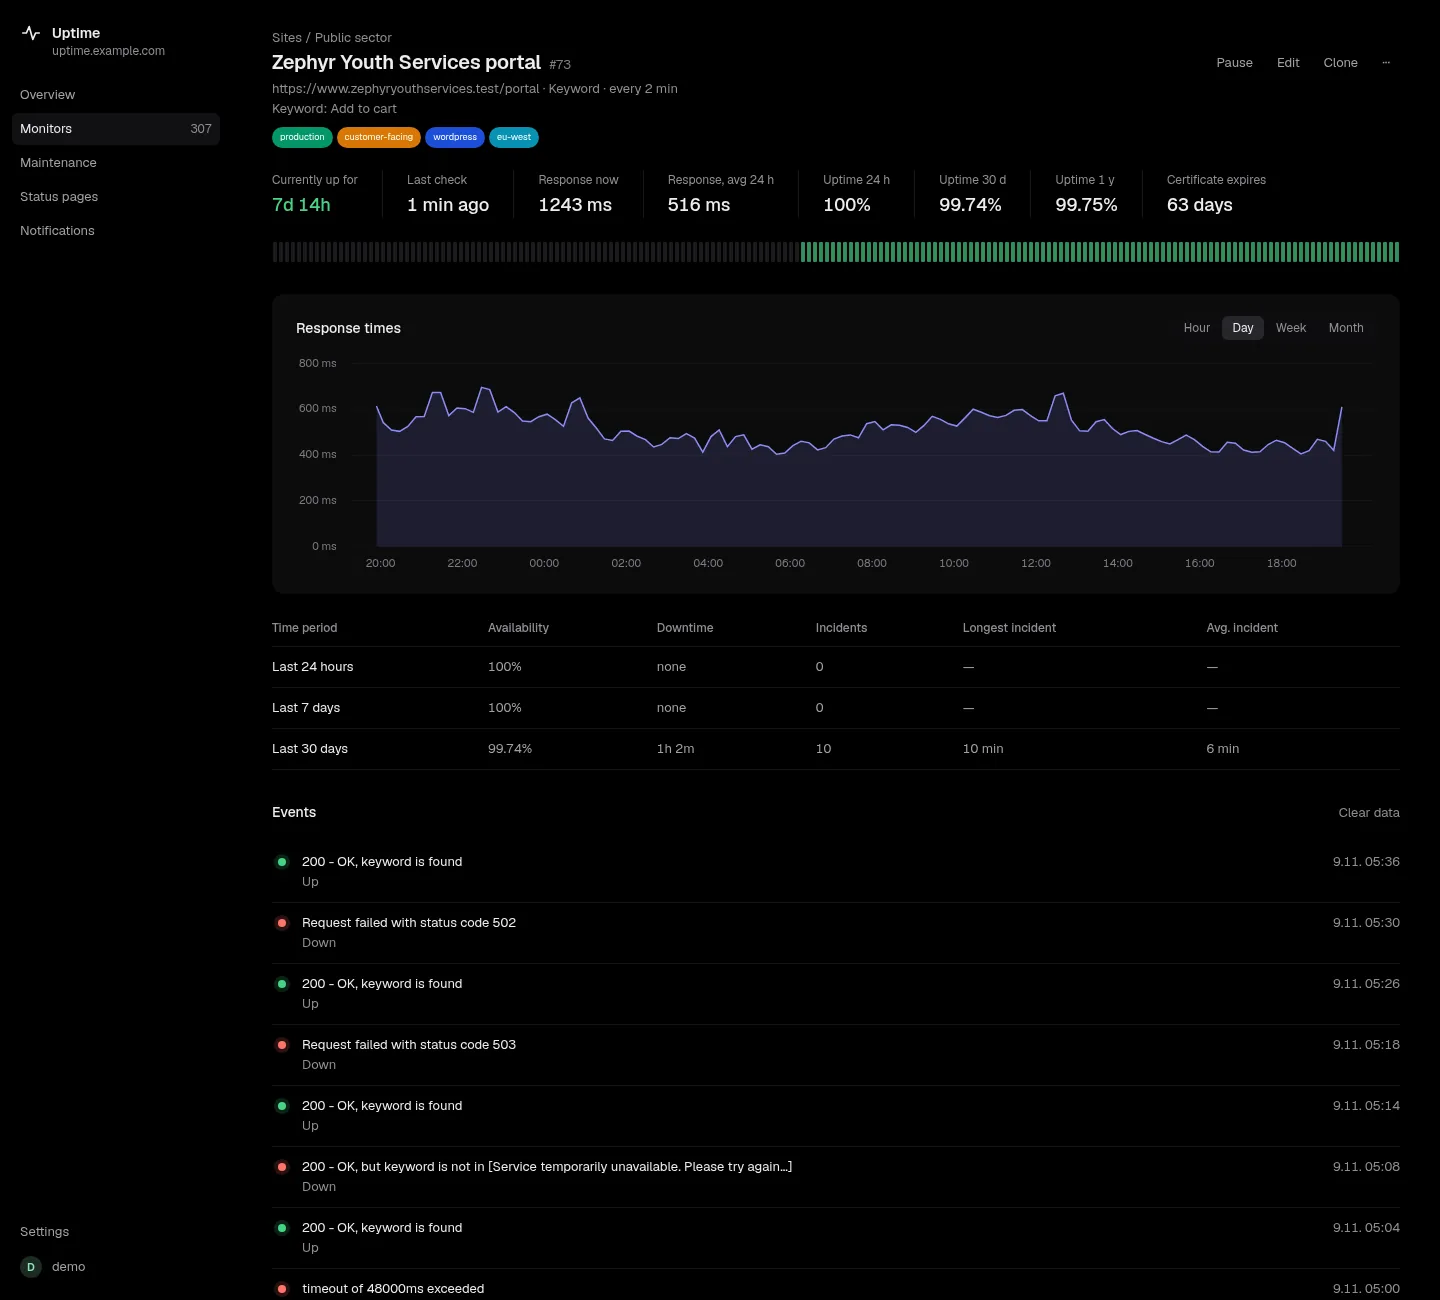 Uptime
uptime.example.com
Overview
Monitors 307
Maintenance
Status pages
Notifications
Settings
D demo
Sites / Public sector
Zephyr Youth Services portal #73
Pause Edit Clone ···
https://www.zephyryouthservices.test/portal · Keyword · every 2 min
Keyword: Add to cart
production customer-facing wordpress eu-west
Currently up for Last check Response now Response, avg 24 h Uptime 24 h Uptime 30 d Uptime 1 y Certificate expires
7d 14h 1 min ago 1243 ms 516 ms 100% 99.74% 99.75% 63 days
Response times Hour Day Week Month
800 ms
600 ms
400 ms
200 ms
0 ms
20:00 22:00 00:00 02:00 04:00 06:00 08:00 10:00 12:00 14:00 16:00 18:00
Time period Availability Downtime Incidents Longest incident Avg. incident
Last 24 hours 100% none 0 — —
Last 7 days 100% none 0 — —
Last 30 days 99.74% 1h 2m 10 10 min 6 min
Events Clear data
200 - OK, keyword is found 9.11. 05:36
Up
Request failed with status code 502 9.11. 05:30
Down
200 - OK, keyword is found 9.11. 05:26
Up
Request failed with status code 503 9.11. 05:18
Down
200 - OK, keyword is found 9.11. 05:14
Up
200 - OK, but keyword is not in [Service temporarily unavailable. Please try again...] 9.11. 05:08
Down
200 - OK, keyword is found 9.11. 05:04
Up
timeout of 48000ms exceeded 9.11. 05:00